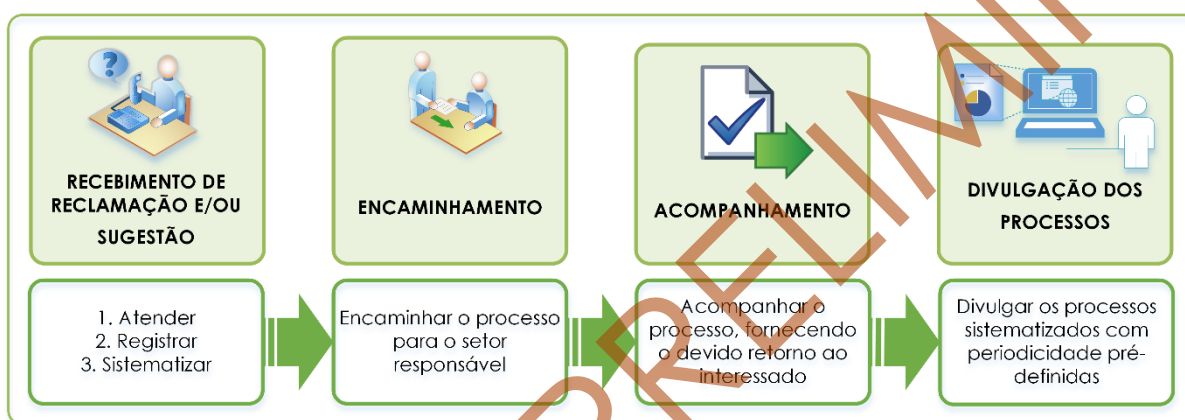 RECEBIMENTO DE
RECLAMAÇÃO E/OU
SUGESTÃO
ENCAMINHAMENTO
ACOMPANHAMENTO
DIVULGAÇÃO DOS
PROCESSOS
1. Atender
2. Registrar
3. Sistematizar
Encaminhar o processo
para o setor
responsável
Acompanhar o
processo, fornecendo
o devido retorno ao
interessado
Divulgar os processos
sistematizados com
periodicidade pré-
definidas
PRELIMI